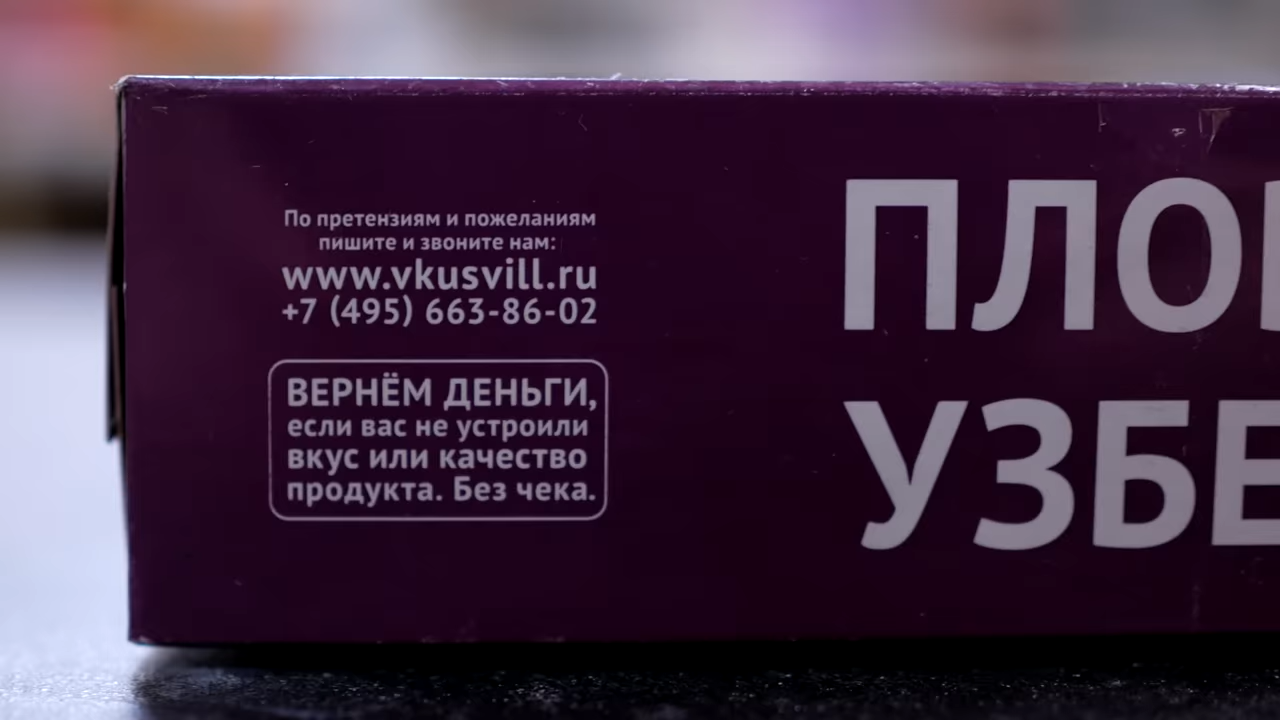 По претензиям и пожеланиям
пишите и звоните нам:
www.vkusvill.ru
+7 (495) 663-86-02
ВЕРНЁМ ДЕНЬГИ,
если вас не устроили
вкус или качество
продукта. Без чека.
ПЛО
УЗБЕ